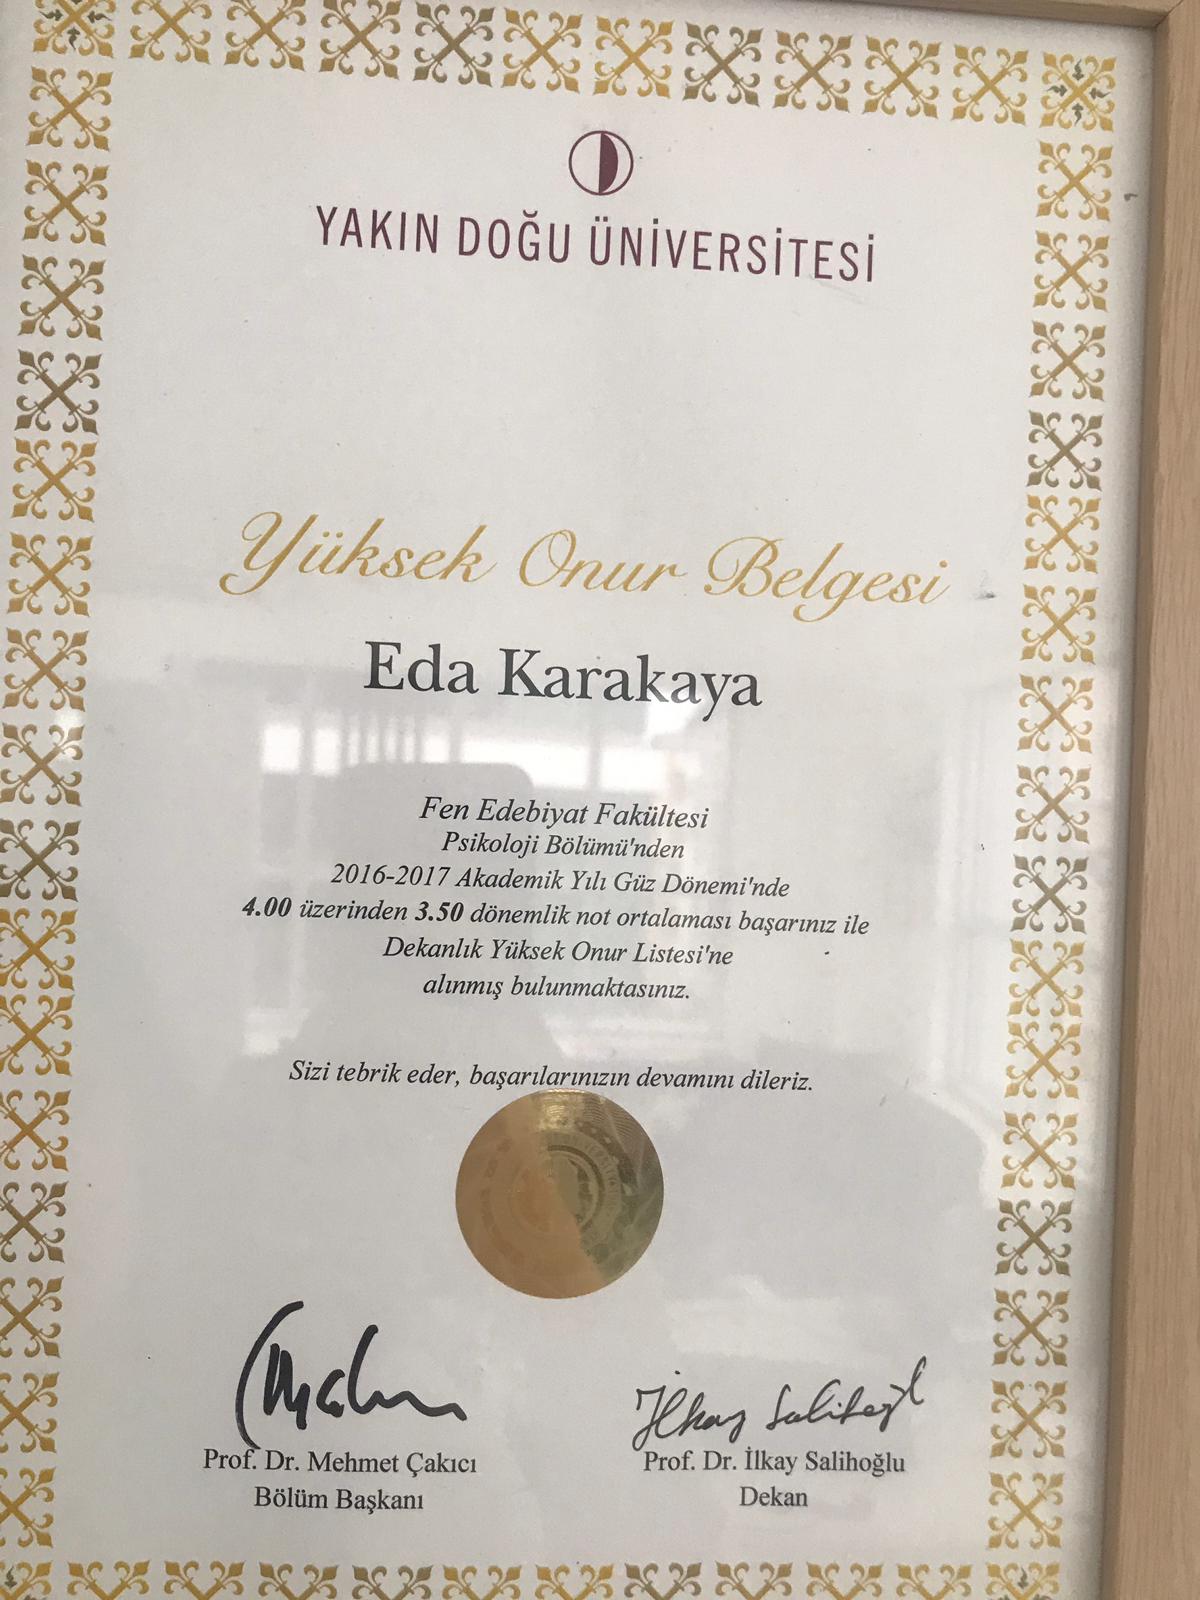 YAKIN DOĞU ÜNİVERSİTESİ
Yüksek Onur Belgesi
Eda Karakaya
Fen Edebiyat Fakültesi
Psikoloji Bölümü'nden
2016-2017 Akademik Yılı Güz Dönemi'nde
4.00 üzerinden 3.50 dönemlik not ortalaması başarınız ile
Dekanlık Yüksek Onur Listesi'ne
alınmış bulunmaktasınız.
Sizi tebrik eder, başarılarınızın devamını dileriz.
İlkay Salihoğl
Prof. Dr. Mehmet Çakıcı
Bölüm Başkanı
Prof. Dr. İlkay Salihoğlu
Dekan